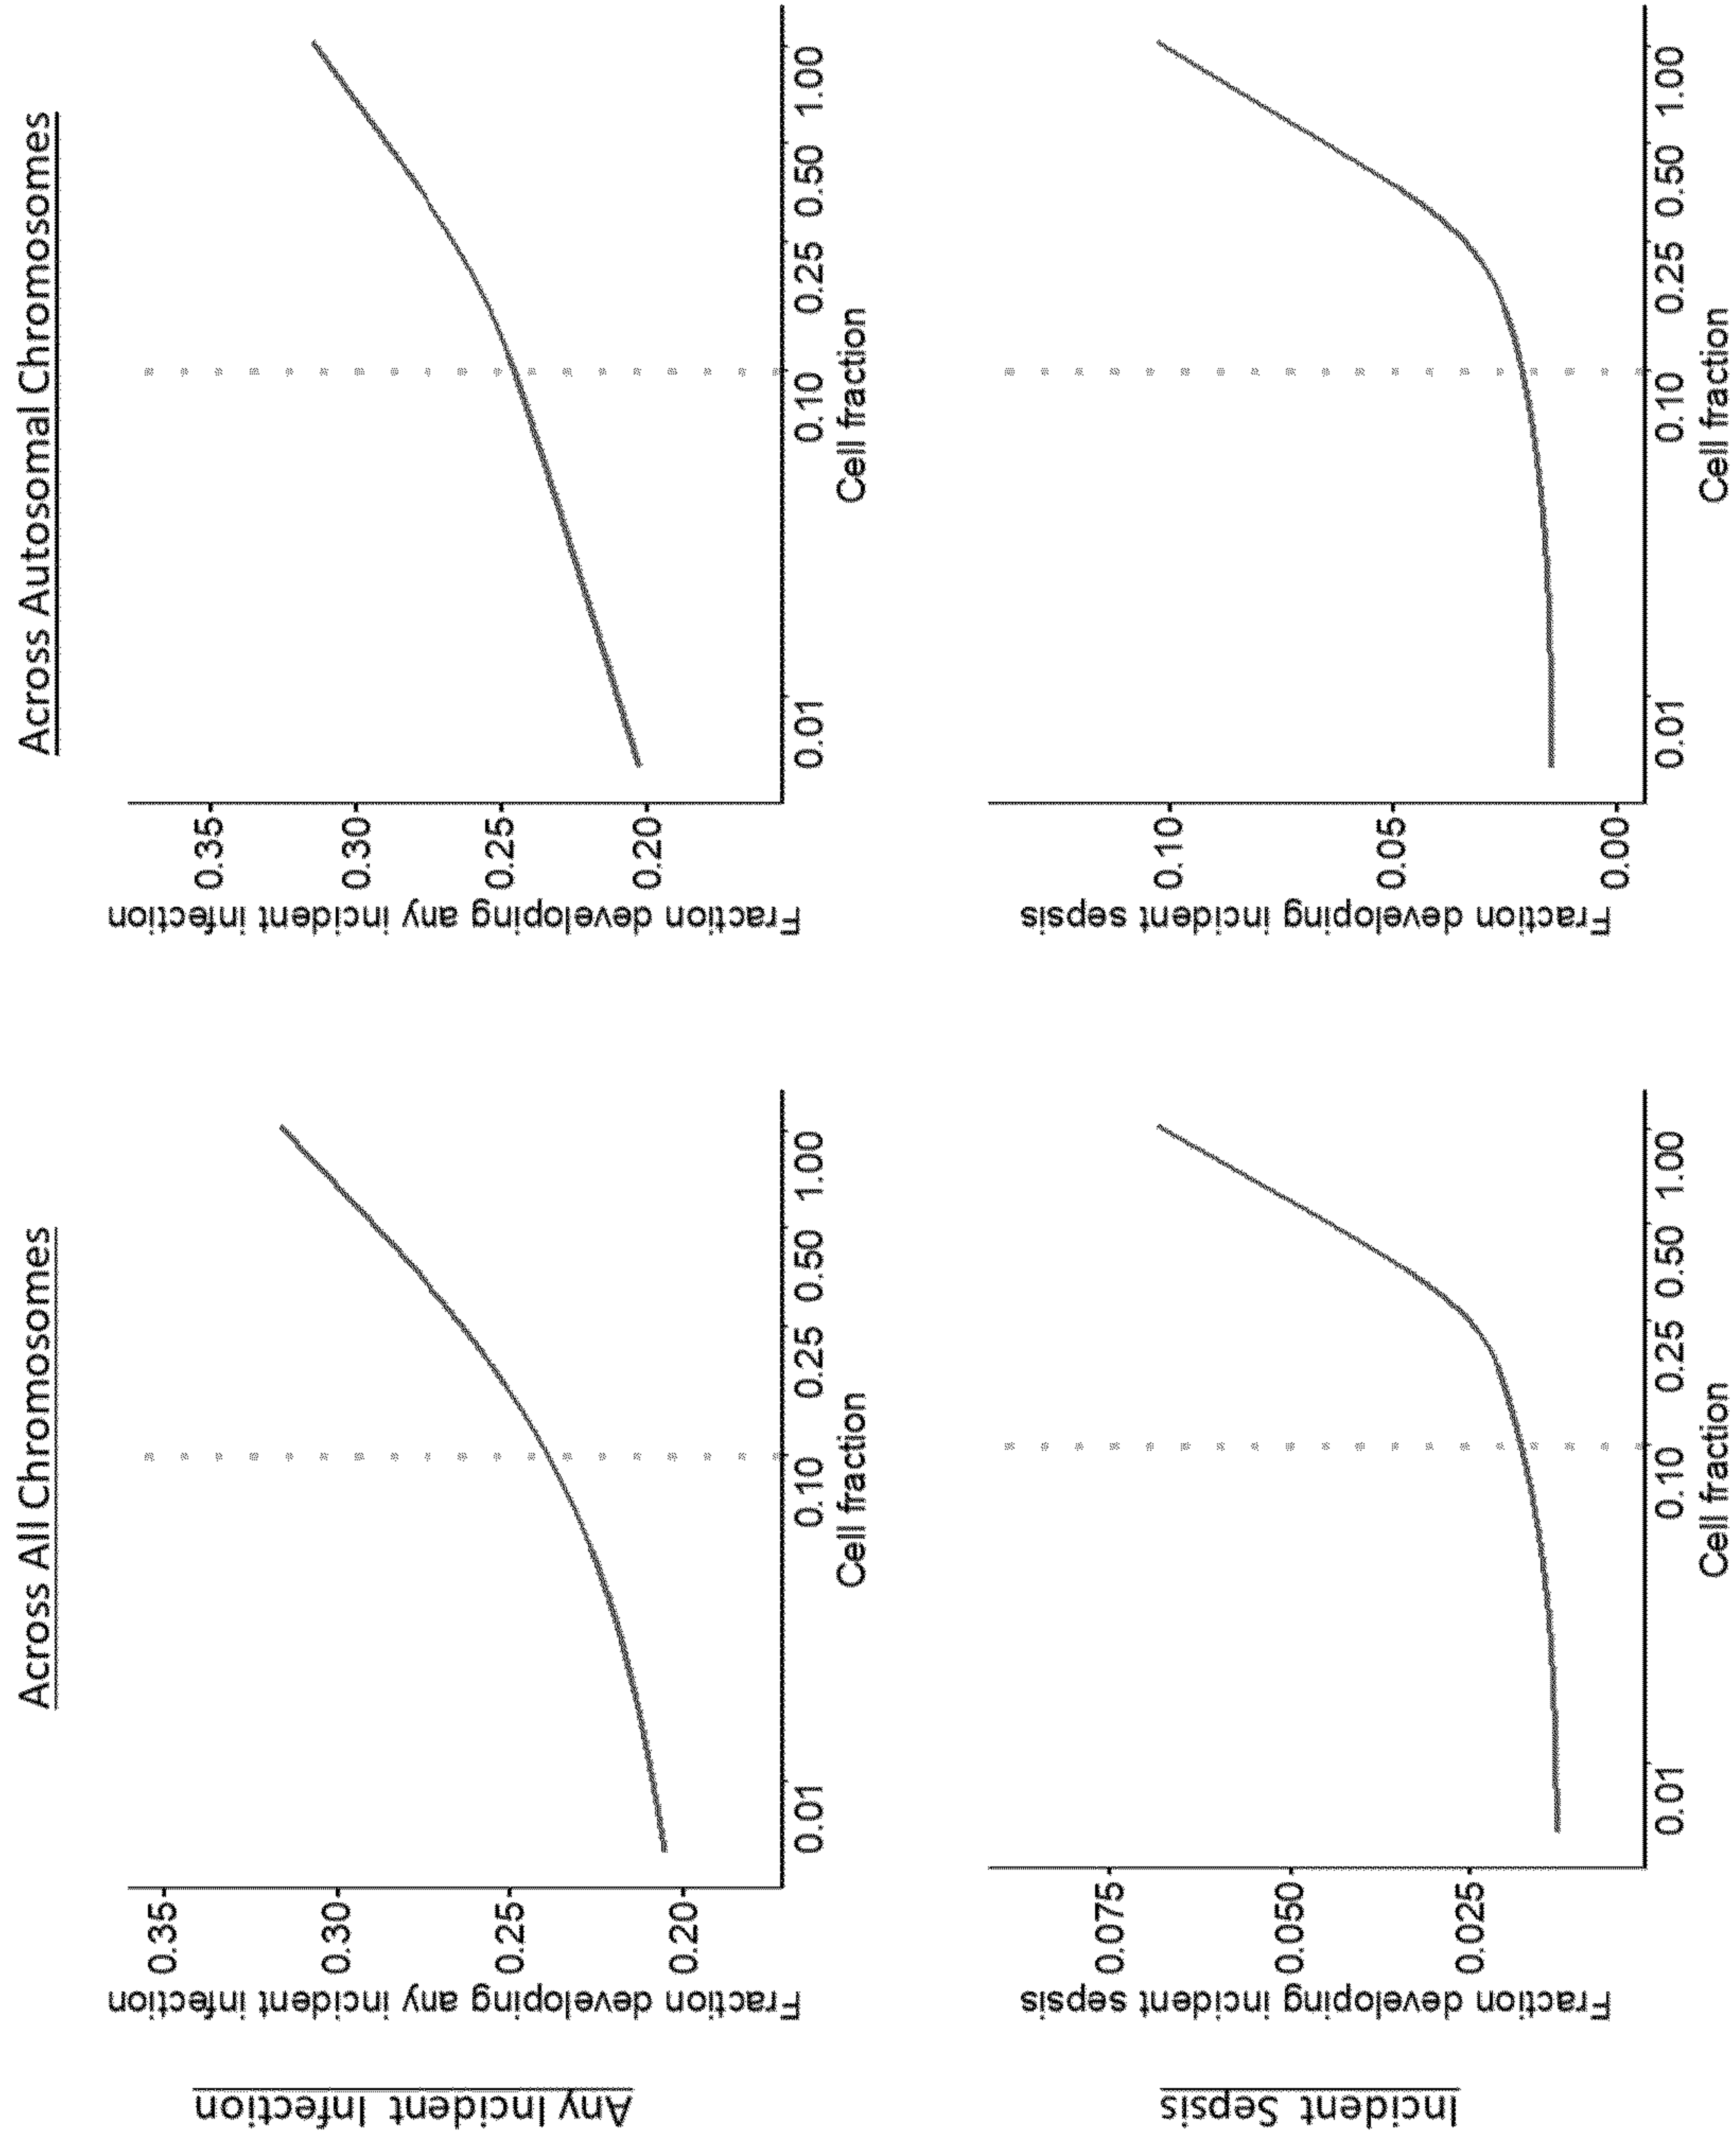 Across All Chromosomes
Across Autosomal Chromosomes
Any Incident Infection
Fraction developing any incident infection
0.35
0.30
0.25
0.20
0.01
0.10
0.25
0.50
1.00
Cell fraction
Fraction developing any incident infection
0.35
0.30
0.25
0.20
0.01
0.10
0.25
0.50
1.00
Cell fraction
Incident Sepsis
Fraction developing incident sepsis
0.075
0.050
0.025
0.01
0.10
0.25
0.50
1.00
Cell fraction
Fraction developing incident sepsis
0.10
0.05
0.00
0.01
0.10
0.25
0.50
1.00
Cell fraction